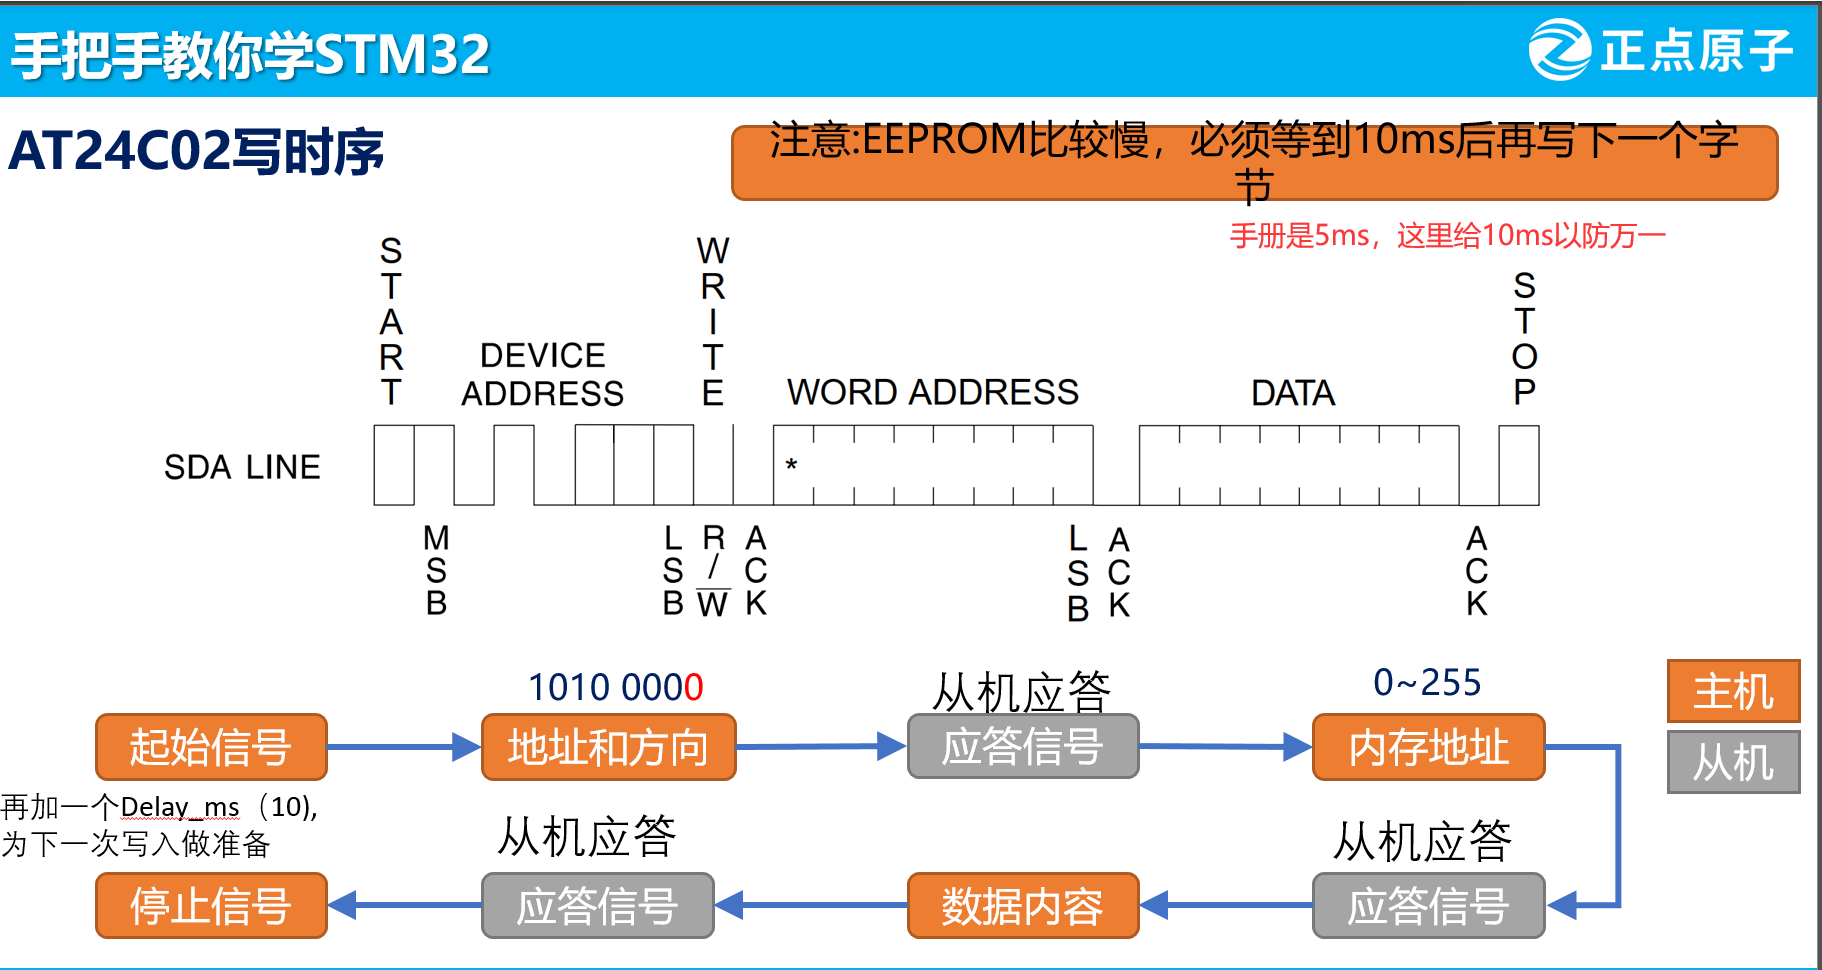 手把手教你学STM32
正点原子
AT24C02写时序
注意:EEPROM比较慢，必须等到10ms后再写下一个字
节
手册是5ms，这里给10ms以防万一
START
WRITE
STOP
DEVICE
ADDRESS
WORD ADDRESS
DATA
SDA LINE
*
MSB
LSB
R/W
ACK
LSB
ACK
ACK
1010 0000
从机应答
0~255
主机
起始信号
地址和方向
应答信号
内存地址
从机
再加一个Delay_ms（10),
为下一次写入做准备
从机应答
从机应答
停止信号
应答信号
数据内容
应答信号